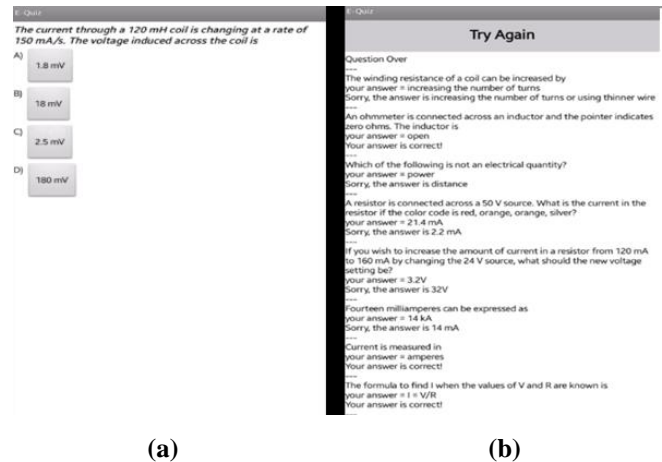 E-Quiz
The current through a 120 mH coil is changing at a rate of
150 mA/s. The voltage induced across the coil is
A)
1.8 mV
B)
18 mV
C)
2.5 mV
D)
180 mV
(a)
E-Quiz
Try Again
Question Over
---
The winding resistance of a coil can be increased by
your answer = increasing the number of turns
Sorry, the answer is increasing the number of turns or using thinner wire
---
An ohmmeter is connected across an inductor and the pointer indicates
zero ohms. The inductor is
your answer = open
Your answer is correct!
---
Which of the following is not an electrical quantity?
your answer = power
Sorry, the answer is distance
---
A resistor is connected across a 50 V source. What is the current in the
resistor if the color code is red, orange, orange, silver?
your answer = 21.4 mA
Sorry, the answer is 2.2 mA
---
If you wish to increase the amount of current in a resistor from 120 mA
to 160 mA by changing the 24 V source, what should the new voltage
setting be?
your answer = 3.2V
Sorry, the answer is 32V
---
Fourteen milliamperes can be expressed as
your answer = 14 kA
Sorry, the answer is 14 mA
---
Current is measured in
your answer = amperes
Your answer is correct!
---
The formula to find I when the values of V and R are known is
your answer = I = V/R
Your answer is correct!
---
(b)